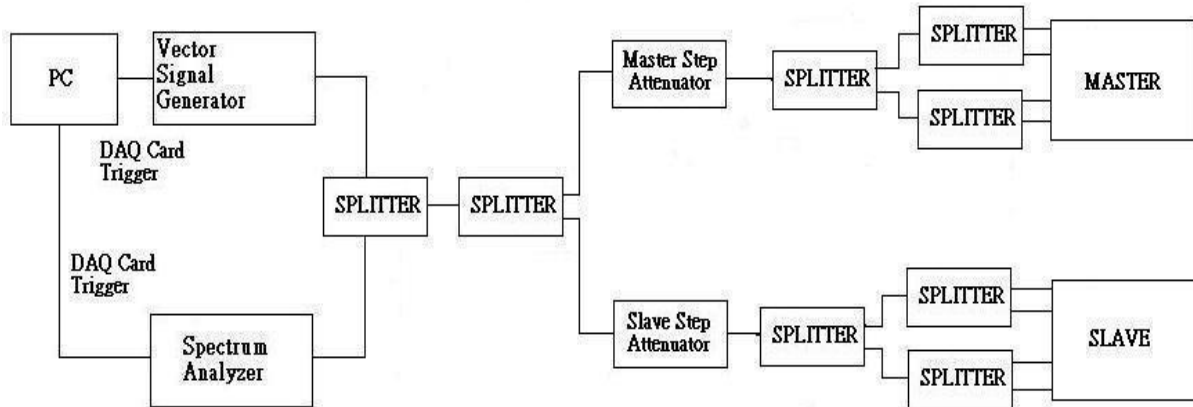 PC
Vector
Signal
Generator
DAQ Card
Trigger
DAQ Card
Trigger
Spectrum
Analyzer
SPLITTER
SPLITTER
Master Step
Attenuator
SPLITTER
SPLITTER
SPLITTER
MASTER
Slave Step
Attenuator
SPLITTER
SPLITTER
SPLITTER
SLAVE